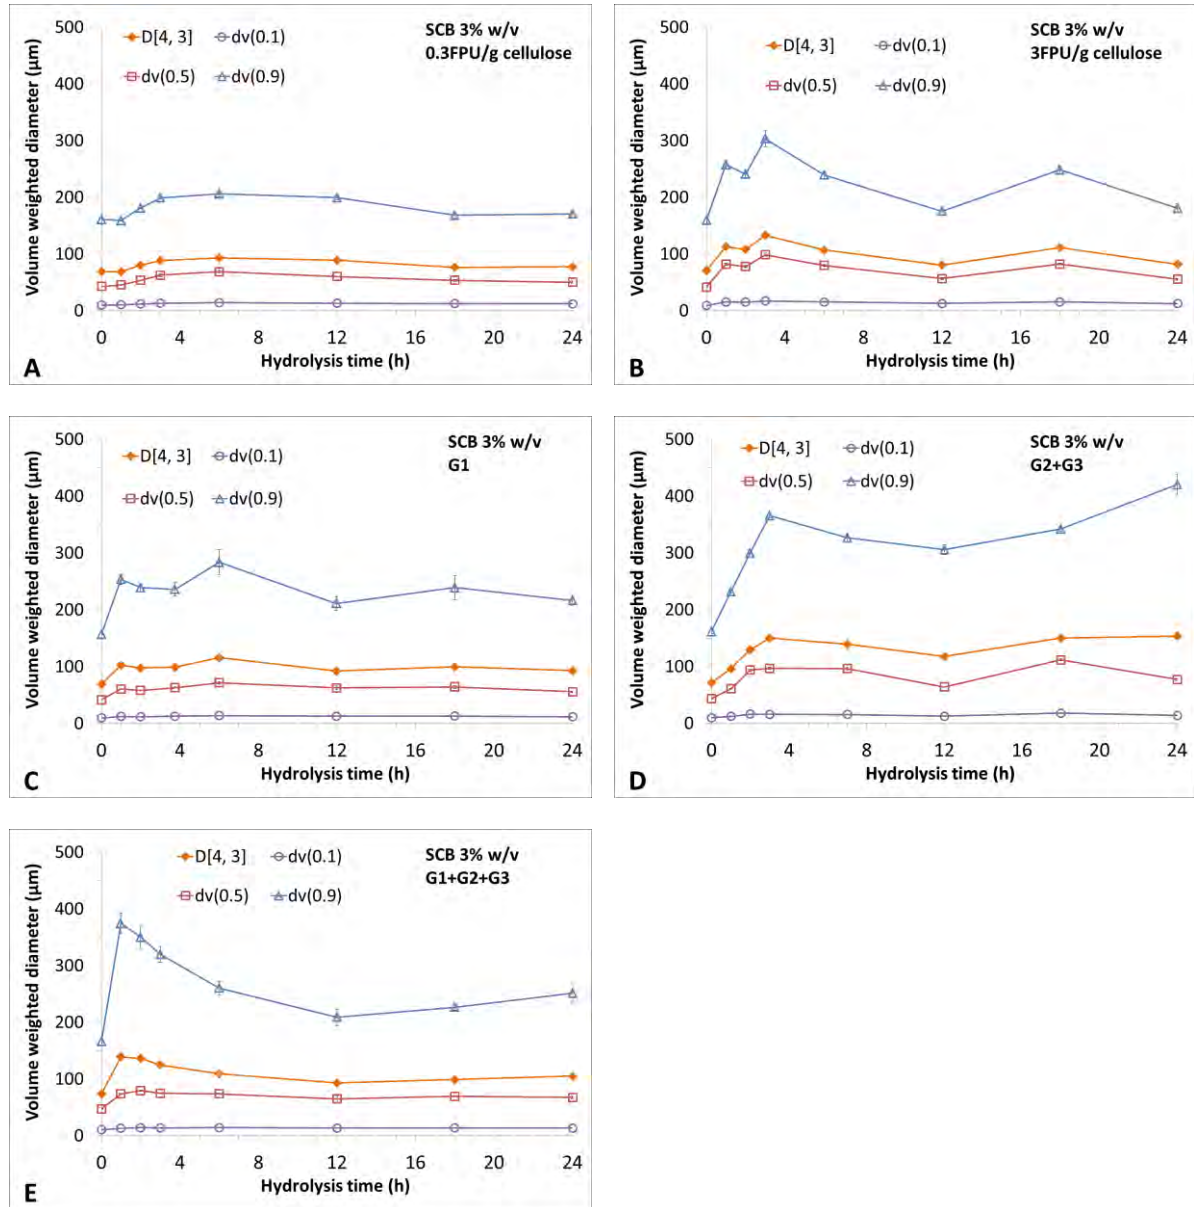 500
400
300
200
100
0
Volume weighted diameter (µm)
D[4, 3]
dv(0.1)
dv(0.5)
dv(0.9)
SCB 3% w/v
0.3FPU/g cellulose
0 4 8 12 16 20 24
Hydrolysis time (h)
A
500
400
300
200
100
0
Volume weighted diameter (µm)
D[4, 3]
dv(0.1)
dv(0.5)
dv(0.9)
SCB 3% w/v
3FPU/g cellulose
0 4 8 12 16 20 24
Hydrolysis time (h)
B
500
400
300
200
100
0
Volume weighted diameter (µm)
D[4, 3]
dv(0.1)
dv(0.5)
dv(0.9)
SCB 3% w/v
G1
0 4 8 12 16 20 24
Hydrolysis time (h)
C
500
400
300
200
100
0
Volume weighted diameter (µm)
D[4, 3]
dv(0.1)
dv(0.5)
dv(0.9)
SCB 3% w/v
G2+G3
0 4 8 12 16 20 24
Hydrolysis time (h)
D
500
400
300
200
100
0
Volume weighted diameter (µm)
D[4, 3]
dv(0.1)
dv(0.5)
dv(0.9)
SCB 3% w/v
G1+G2+G3
0 4 8 12 16 20 24
Hydrolysis time (h)
E